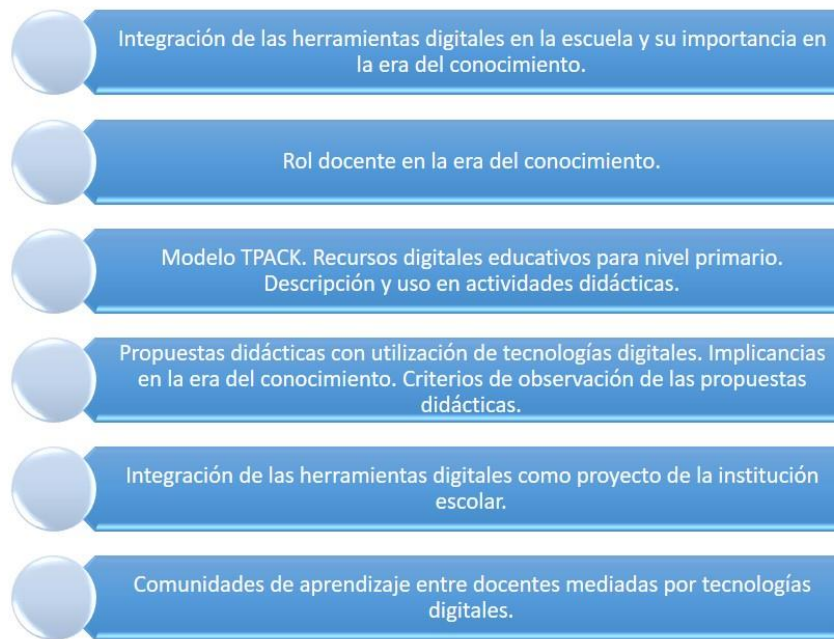 Integración de las herramientas digitales en la escuela y su importancia en
la era del conocimiento.
Rol docente en la era del conocimiento.
Modelo TPACK. Recursos digitales educativos para nivel primario.
Descripción y uso en actividades didácticas.
Propuestas didácticas con utilización de tecnologías digitales. Implicancias
en la era del conocimiento. Criterios de observación de las propuestas
didácticas.
Integración de las herramientas digitales como proyecto de la institución
escolar.
Comunidades de aprendizaje entre docentes mediadas por tecnologías
digitales.